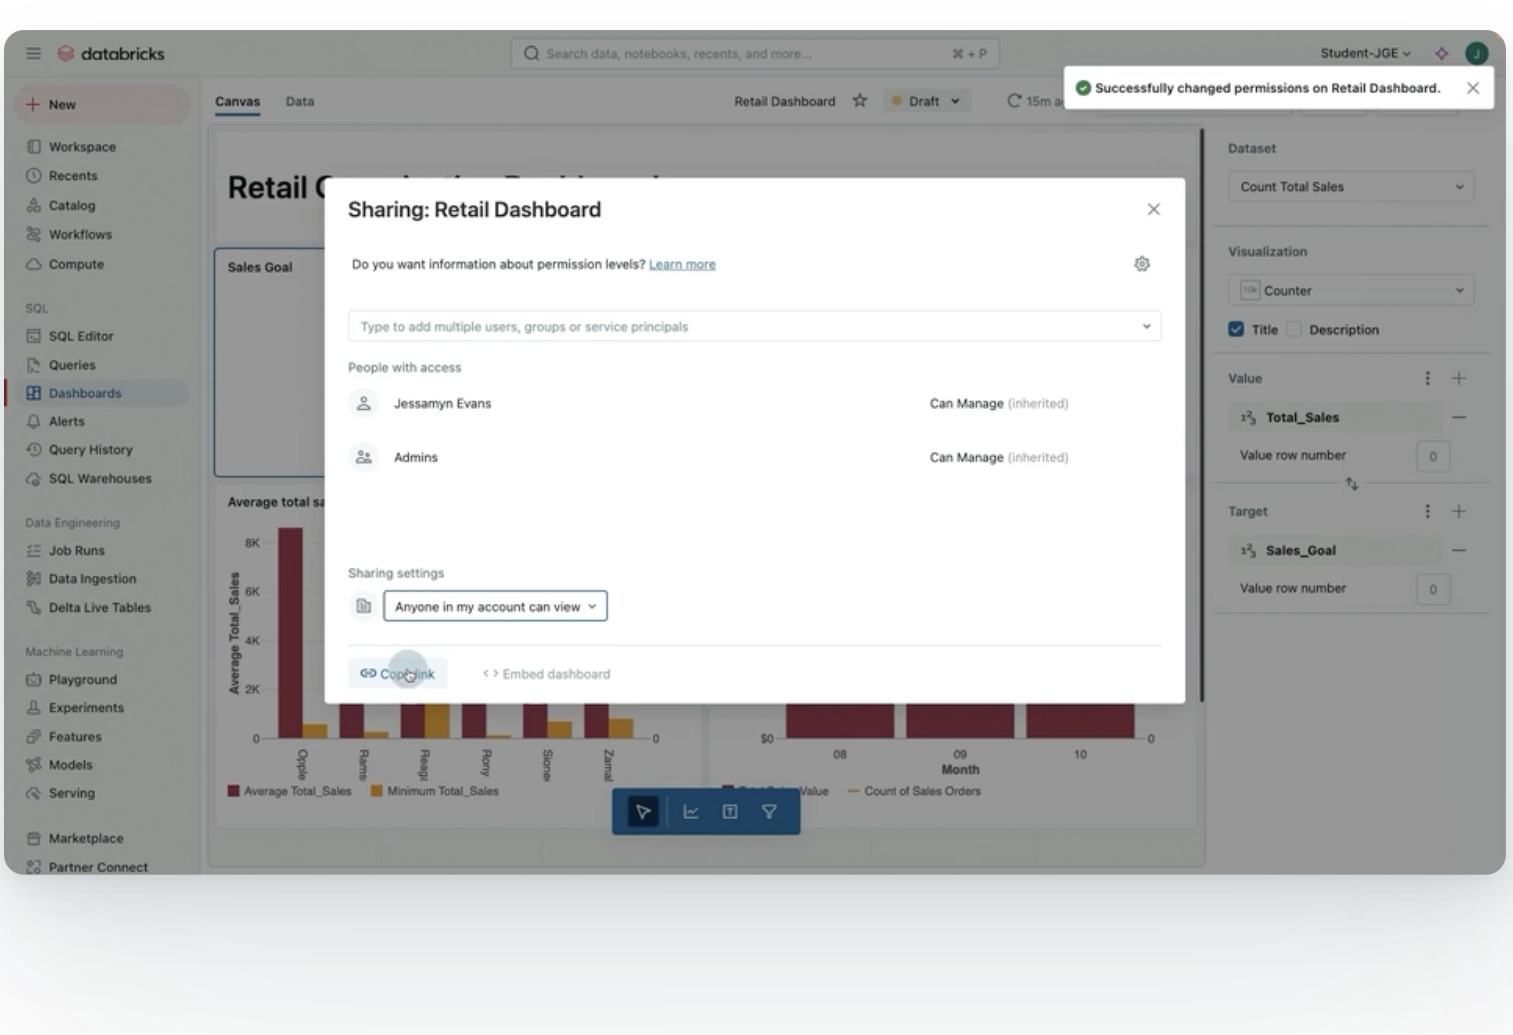 databricks
Search data, notebooks, recents, and more...
⌘ + P
Student-JGE
J
New
Canvas
Data
Retail Dashboard
Draft
15m
Successfully changed permissions on Retail Dashboard.
Workspace
Recents
Catalog
Workflows
Compute
SQL
SQL Editor
Queries
Dashboards
Alerts
Query History
SQL Warehouses
Data Engineering
Job Runs
Data Ingestion
Delta Live Tables
Machine Learning
Playground
Experiments
Features
Models
Serving
Marketplace
Partner Connect
Retail
Sales Goal
Average total
Sharing: Retail Dashboard
Do you want information about permission levels? Learn more
Type to add multiple users, groups or service principals
People with access
Jessamyn Evans
Can Manage (inherited)
Admins
Can Manage (inherited)
Sharing settings
Anyone in my account can view
Copy link
Embed dashboard
8K
6K
4K
2K
0
Average Total_Sales
Opple
Rams
Reag
Rony
Sione
Zamal
0
Average Total_Sales
Minimum Total_Sales
$0
08
09
10
0
Month
Value
Count of Sales Orders
Dataset
Count Total Sales
Visualization
10k
Counter
Title
Description
Value
Total_Sales
Value row number
0
Target
Sales_Goal
Value row number
0